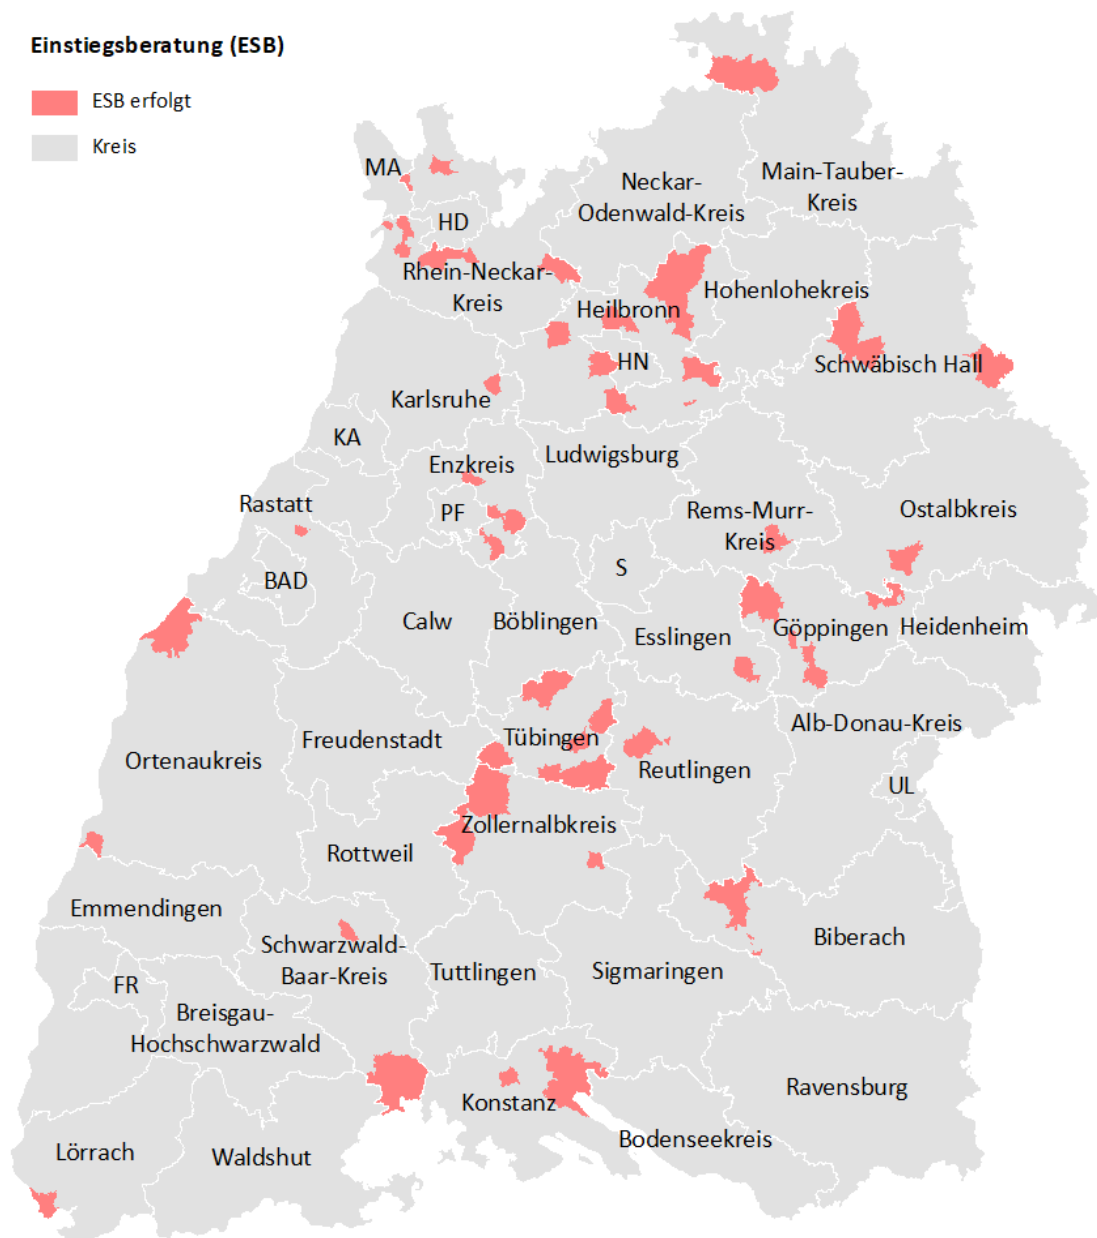 Einstiegsberatung (ESB)
ESB erfolgt
Kreis
MA
Neckar-
Odenwald-Kreis
Main-Tauber-
Kreis
HD
Rhein-Neckar-
Kreis
Heilbronn
Hohenlohekreis
HN
Schwäbisch Hall
Karlsruhe
KA
Enzkreis
Ludwigsburg
Rastatt
PF
Rems-Murr-
Kreis
Ostalbkreis
BAD
S
Calw
Böblingen
Esslingen
Göppingen
Heidenheim
Alb-Donau-Kreis
Freudenstadt
Tübingen
Ortenaukreis
Reutlingen
UL
Zollernalbkreis
Rottweil
Emmendingen
Schwarzwald-
Baar-Kreis
Tuttlingen
Sigmaringen
Biberach
FR
Breisgau-
Hochschwarzwald
Ravensburg
Konstanz
Bodenseekreis
Lörrach
Waldshut